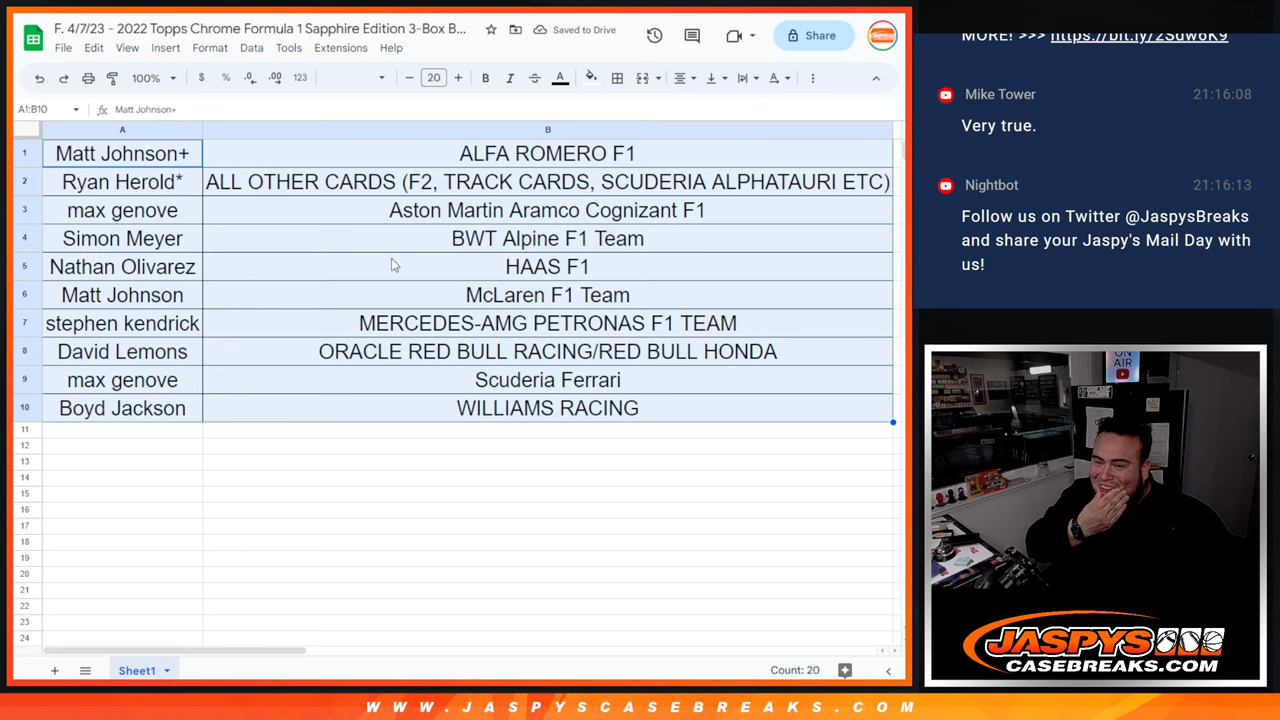 F. 4/7/23 - 2022 Topps Chrome Formula 1 Sapphire Edition 3-Box B...
Saved to Drive
Share
File Edit View Insert Format Data Tools Extensions Help
100% $ % .0 .00 123 20 B I A
A1:B10 fx Matt Johnson+
A B
1 Matt Johnson+ ALFA ROMERO F1
2 Ryan Herold* ALL OTHER CARDS (F2, TRACK CARDS, SCUDERIA ALPHATAURI ETC)
3 max genove Aston Martin Aramco Cognizant F1
4 Simon Meyer BWT Alpine F1 Team
5 Nathan Olivarez HAAS F1
6 Matt Johnson McLaren F1 Team
7 stephen kendrick MERCEDES-AMG PETRONAS F1 TEAM
8 David Lemons ORACLE RED BULL RACING/RED BULL HONDA
9 max genove Scuderia Ferrari
10 Boyd Jackson WILLIAMS RACING
11
12
13
14
15
16
17
18
19
20
21
22
23
24
Sheet1
Count: 20
MORE! >>> https://bit.ly/2Sdw6K9
Mike Tower 21:16:08
Very true.
Nightbot 21:16:13
Follow us on Twitter @JaspysBreaks
and share your Jaspy's Mail Day with
us!
ON
AIR
JASPYS
CASEBREAKS.COM
WWW.JASPYSCASEBREAKS.COM